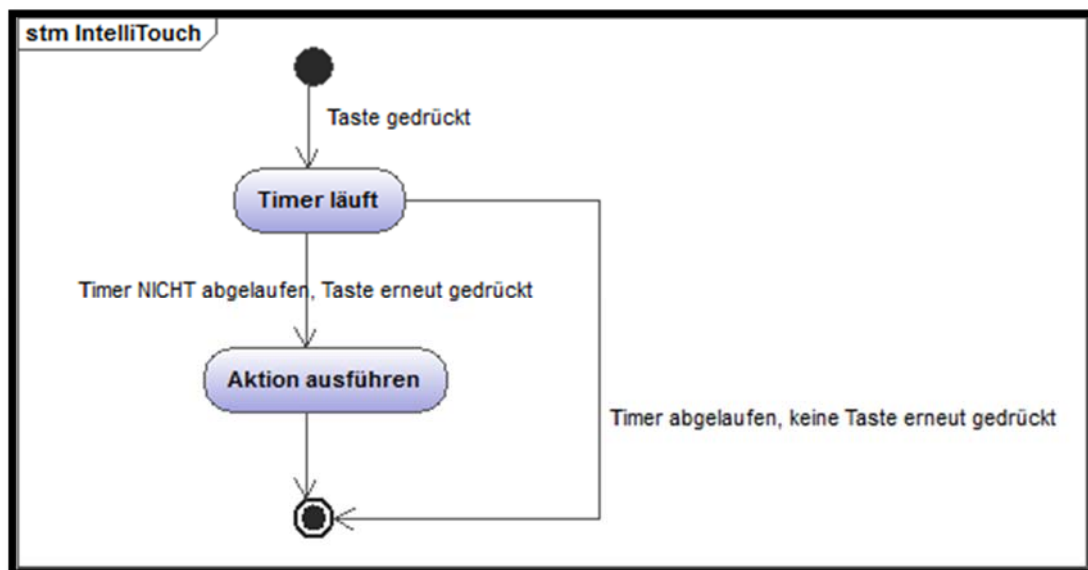 stm IntelliTouch
Taste gedrückt
Timer läuft
Timer NICHT abgelaufen, Taste erneut gedrückt
Aktion ausführen
Timer abgelaufen, keine Taste erneut gedrückt